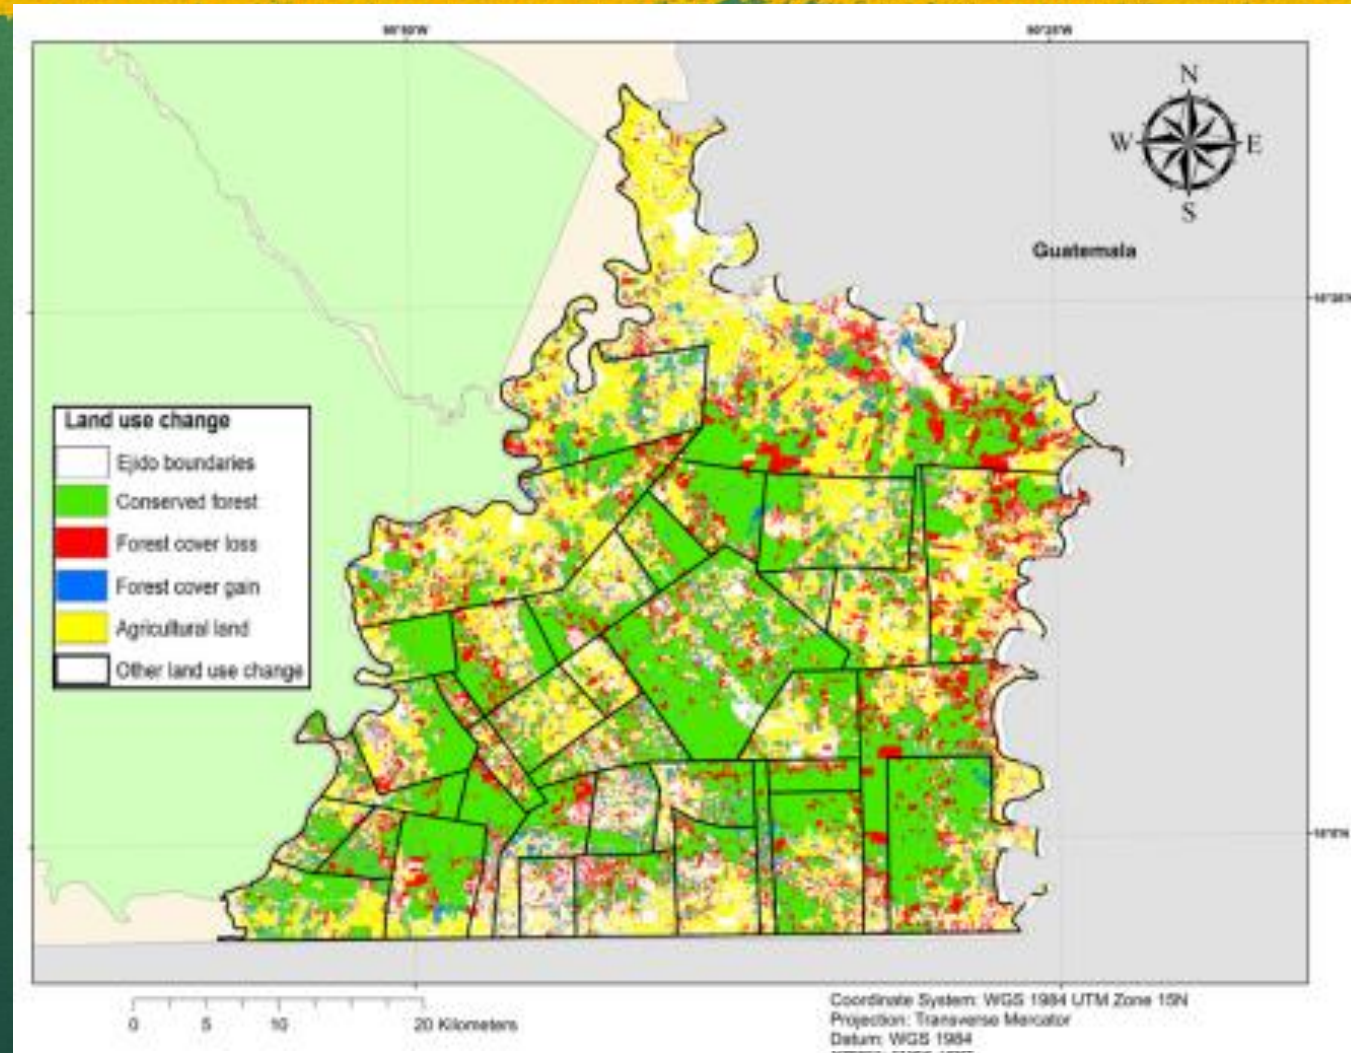 N
W E
S
Guatemala
Land use change
Ejido boundaries
Conserved forest
Forest cover loss
Forest cover gain
Agricultural land
Other land use change
0 5 10 20 Kilometers
Coordinate System: WGS 1984 UTM Zone 15N
Projection: Transverse Mercator
Datum: WGS 1984